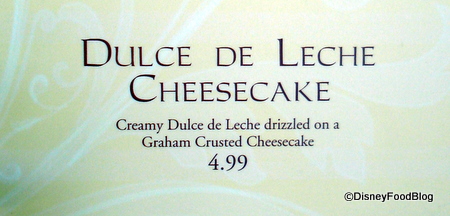 DULCE DE LECHE
CHEESECAKE
Creamy Dulce de Leche drizzled on a
Graham Crusted Cheesecake
4.99
©DisneyFoodBlog